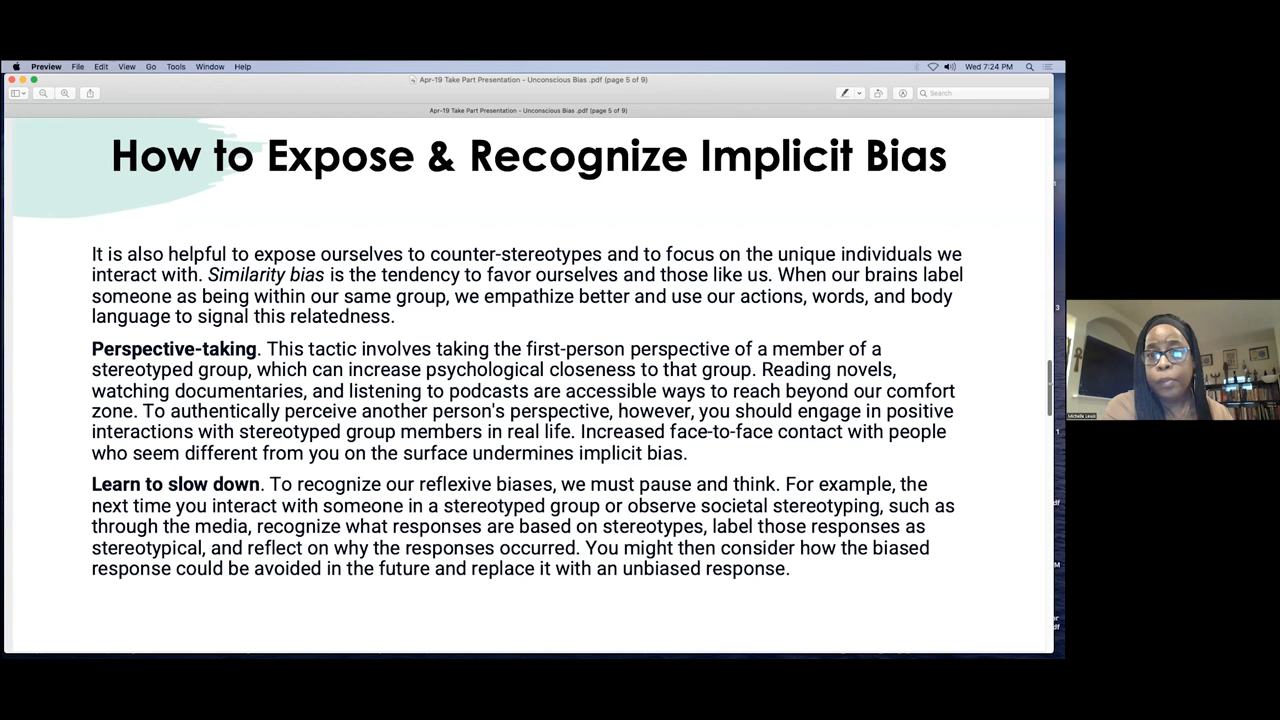 Preview File Edit View Go Tools Window Help Wed 7:24 PM
Apr-19 Take Part Presentation - Unconscious Bias .pdf (page 5 of 9)
Search
Apr-19 Take Part Presentation - Unconscious Bias .pdf (page 5 of 9)
How to Expose & Recognize Implicit Bias
It is also helpful to expose ourselves to counter-stereotypes and to focus on the unique individuals we
interact with. Similarity bias is the tendency to favor ourselves and those like us. When our brains label
someone as being within our same group, we empathize better and use our actions, words, and body
language to signal this relatedness.
Perspective-taking. This tactic involves taking the first-person perspective of a member of a
stereotyped group, which can increase psychological closeness to that group. Reading novels,
watching documentaries, and listening to podcasts are accessible ways to reach beyond our comfort
zone. To authentically perceive another person's perspective, however, you should engage in positive
interactions with stereotyped group members in real life. Increased face-to-face contact with people
who seem different from you on the surface undermines implicit bias.
Learn to slow down. To recognize our reflexive biases, we must pause and think. For example, the
next time you interact with someone in a stereotyped group or observe societal stereotyping, such as
through the media, recognize what responses are based on stereotypes, label those responses as
stereotypical, and reflect on why the responses occurred. You might then consider how the biased
response could be avoided in the future and replace it with an unbiased response.
Michelle Lewis